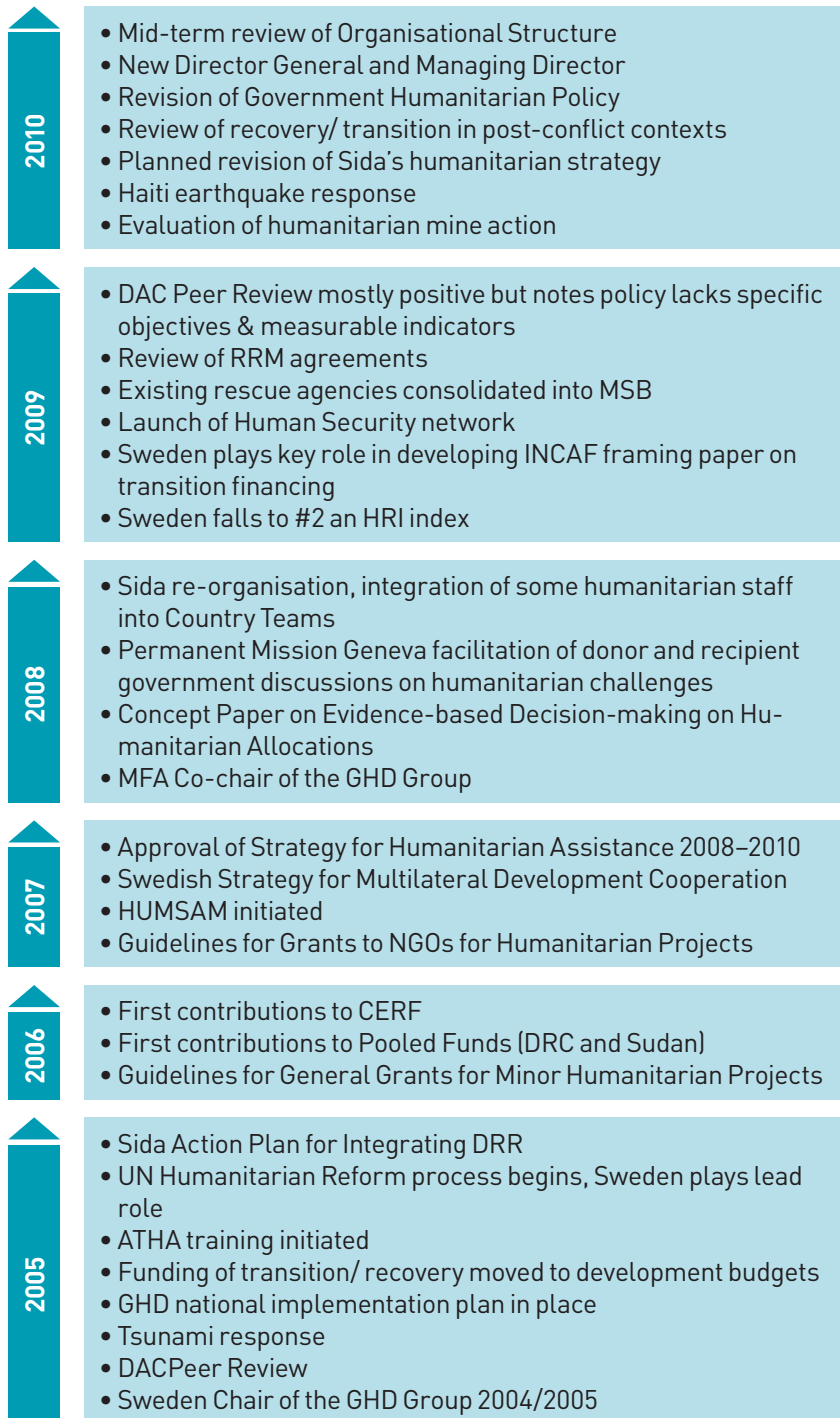 2010
• Mid-term review of Organisational Structure
• New Director General and Managing Director
• Revision of Government Humanitarian Policy
• Review of recovery/ transition in post-conflict contexts
• Planned revision of Sida’s humanitarian strategy
• Haiti earthquake response
• Evaluation of humanitarian mine action
2009
• DAC Peer Review mostly positive but notes policy lacks specific
objectives & measurable indicators
• Review of RRM agreements
• Existing rescue agencies consolidated into MSB
• Launch of Human Security network
• Sweden plays key role in developing INCAF framing paper on
transition financing
• Sweden falls to #2 an HRI index
2008
• Sida re-organisation, integration of some humanitarian staff
into Country Teams
• Permanent Mission Geneva facilitation of donor and recipient
government discussions on humanitarian challenges
• Concept Paper on Evidence-based Decision-making on Hu-
manitarian Allocations
• MFA Co-chair of the GHD Group
2007
• Approval of Strategy for Humanitarian Assistance 2008–2010
• Swedish Strategy for Multilateral Development Cooperation
• HUMSAM initiated
• Guidelines for Grants to NGOs for Humanitarian Projects
2006
• First contributions to CERF
• First contributions to Pooled Funds (DRC and Sudan)
• Guidelines for General Grants for Minor Humanitarian Projects
2005
• Sida Action Plan for Integrating DRR
• UN Humanitarian Reform process begins, Sweden plays lead
role
• ATHA training initiated
• Funding of transition/ recovery moved to development budgets
• GHD national implementation plan in place
• Tsunami response
• DACPeer Review
• Sweden Chair of the GHD Group 2004/2005